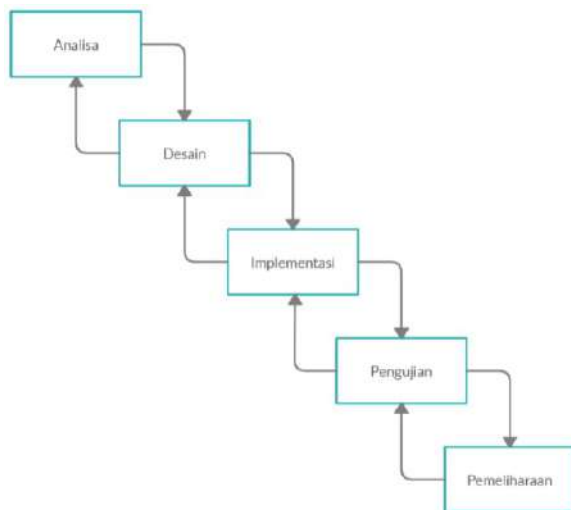 Analisa
Desain
Implementasi
Pengujian
Pemeliharaan